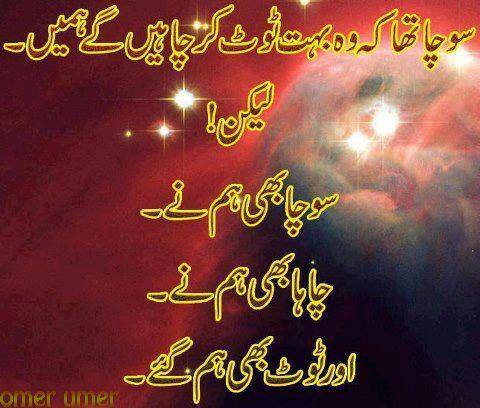 سوچا تھا کہ وہ بہت ٹوٹ کر چاہیں گے ہمیں۔
لیکن!
سوچا بھی ہم نے۔
چاہا بھی ہم نے۔
اور ٹوٹ بھی ہم گئے۔
omer umer